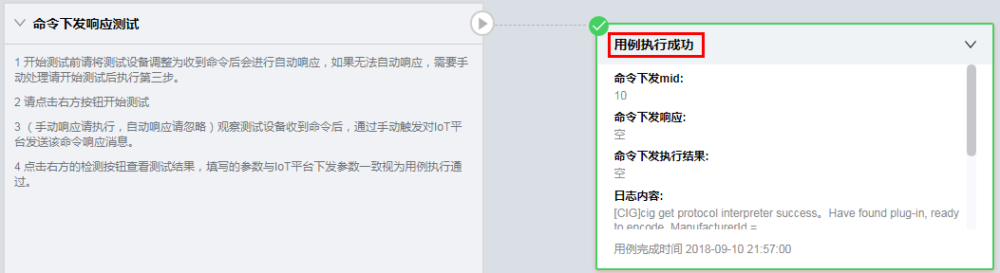 命令下发响应测试
1 开始测试前请将测试设备调整为收到命令后会进行自动响应，如果无法自动响应，需要手
动处理请开始测试后执行第三步。
2 请点击右方按钮开始测试
3 （手动响应请执行，自动响应请忽略）观察测试设备收到命令后，通过手动触发对IoT平
台发送该命令响应消息。
4 点击右方的检测按钮查看测试结果，填写的参数与IoT平台下发参数一致视为用例执行通
过。
用例执行成功
命令下发mid:
10
命令下发响应:
空
命令下发执行结果:
空
日志内容:
[CIG]cig get protocol interpreter success。Have found plug-in, ready
to encode. ManufacturerId =
用例完成时间 2018-09-10 21:57:00